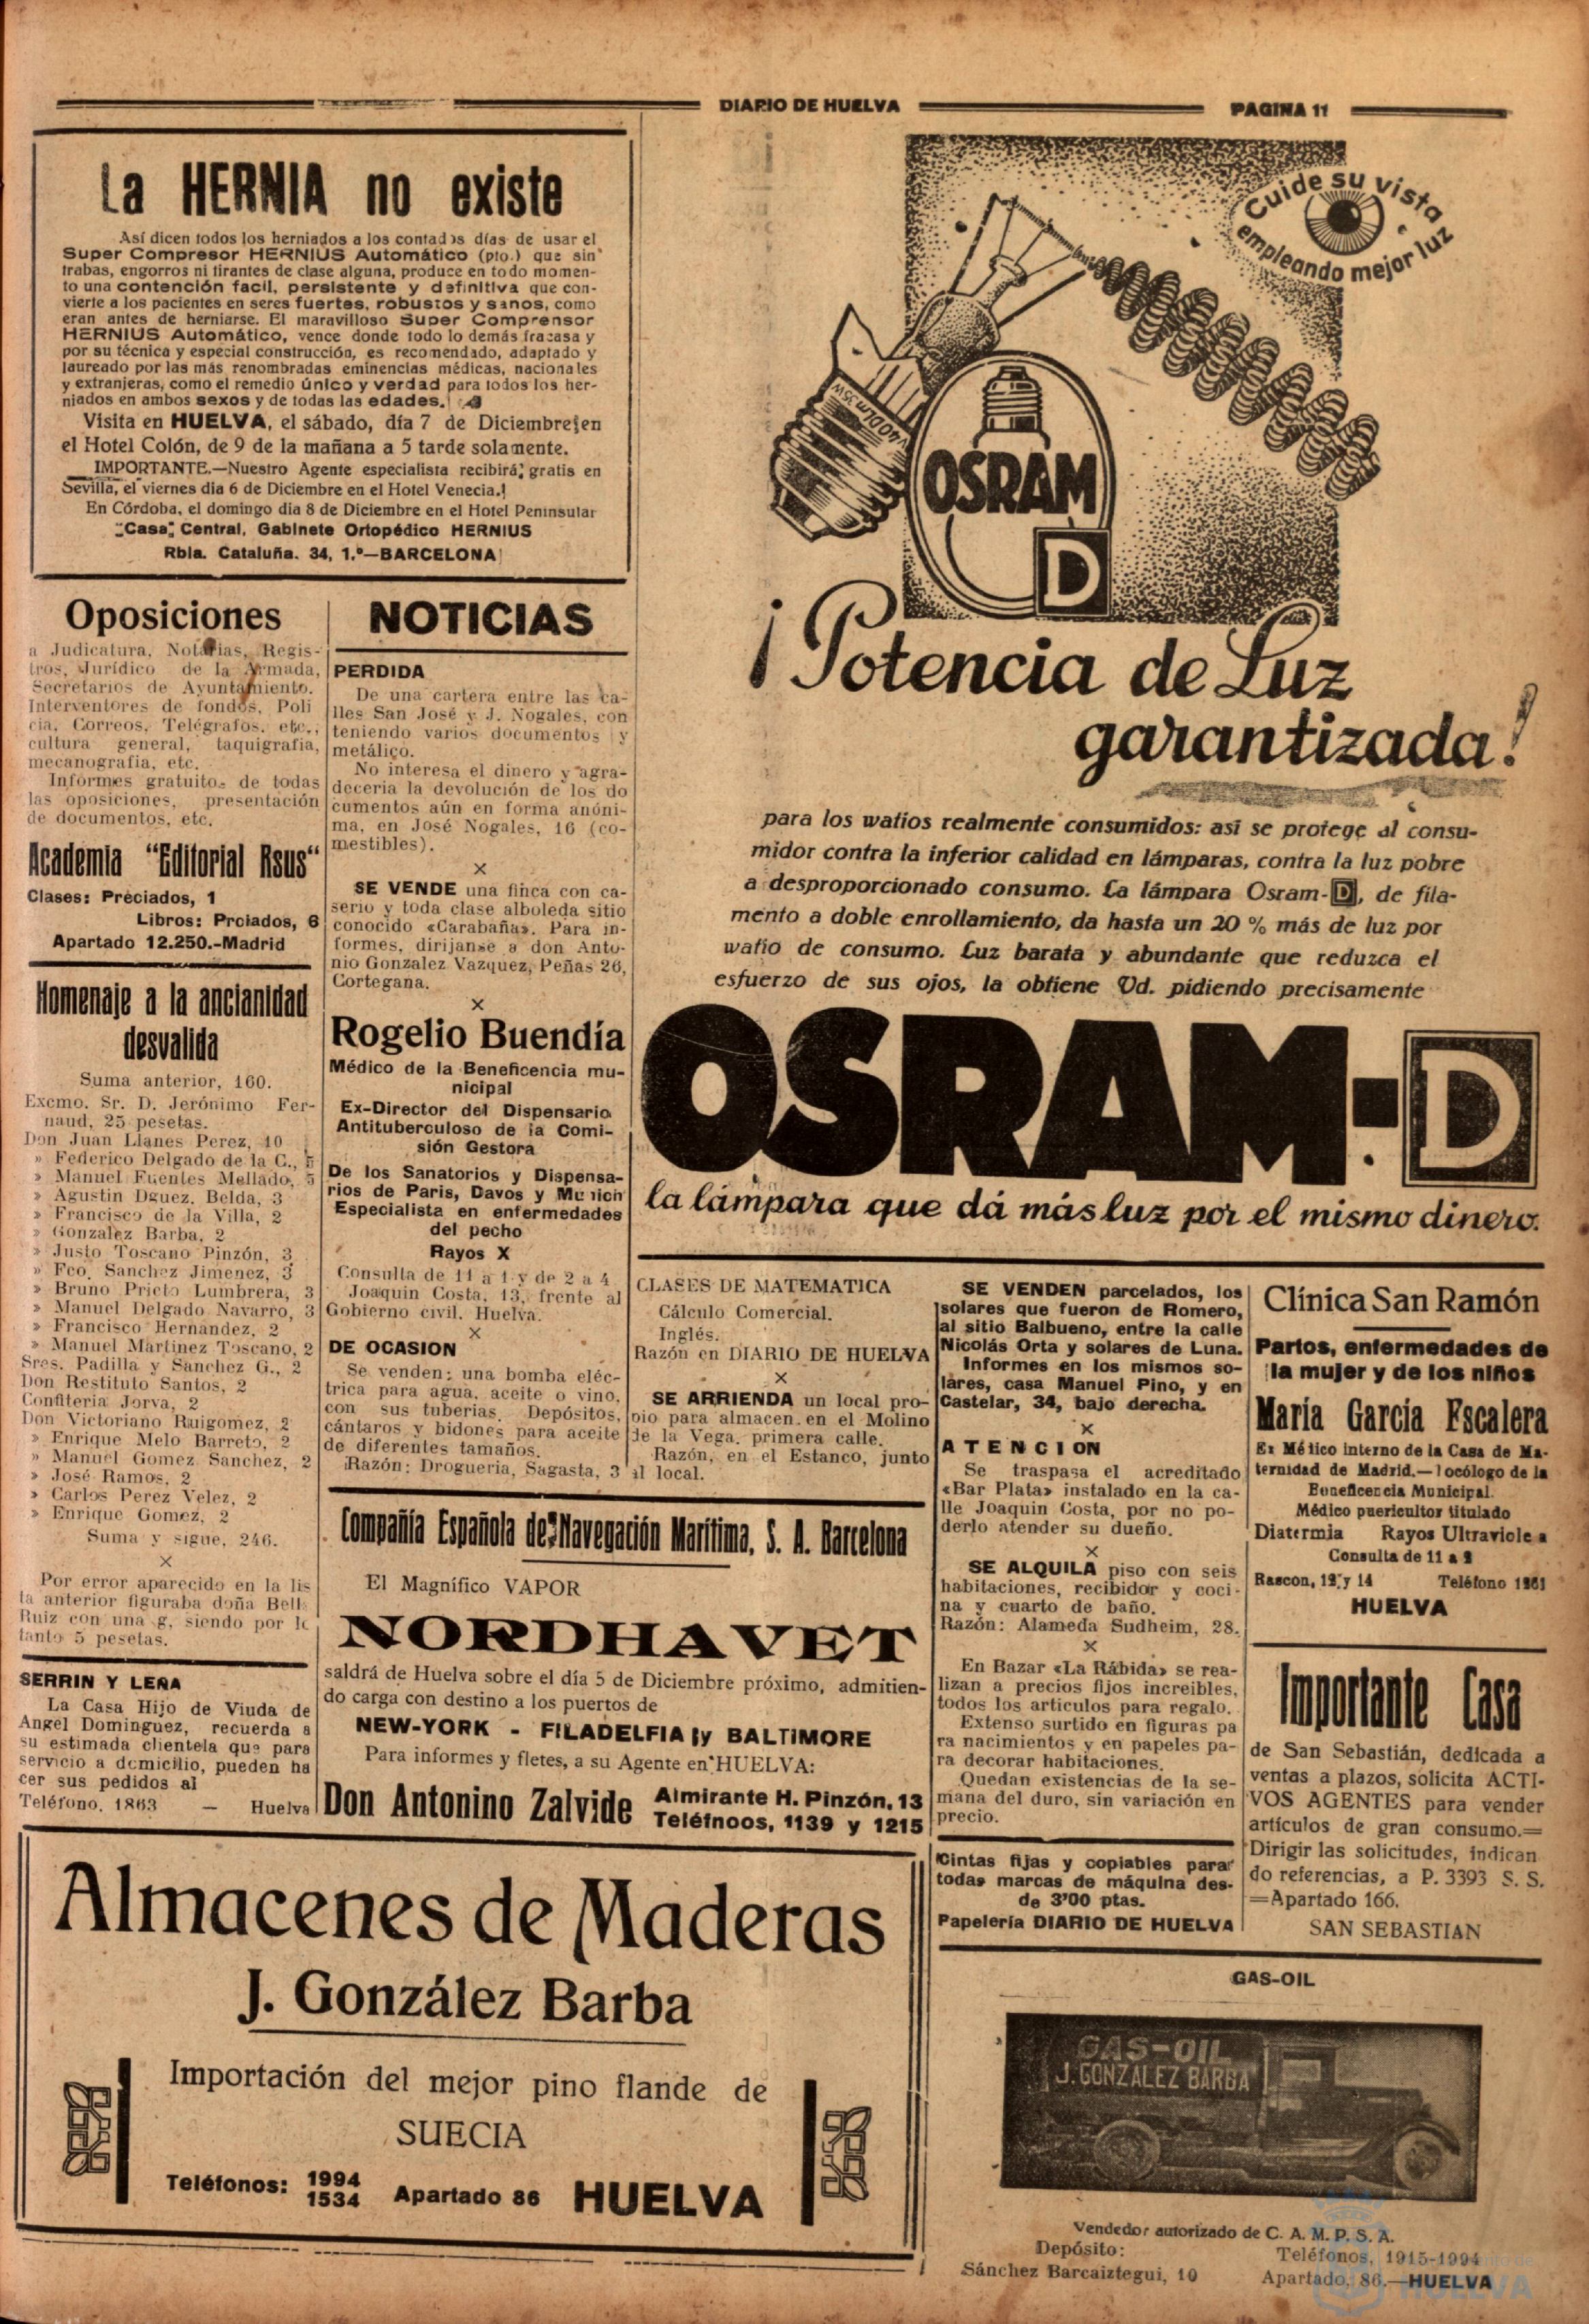 DIARIO DE HUELVA
PAGINA 11
La HERNIA no existe
Así dicen todos los herniados a los contados días de usar el
Super Compresor HERNIUS Automático (pto.) que sin
trabas, engorros ni tirantes de clase alguna, produce en todo momen-
to una contención facil, persistente y definitiva que con-
vierte a los pacientes en seres fuertes, robustos y sanos, como
eran antes de herniarse. El maravilloso Super Comprensor
HERNIUS Automático, vence donde todo lo demás fracasa y
por su técnica y especial construcción, es recomendado, adaptado y
laureado por las más renombradas eminencias médicas, nacionales
y extranjeras, como el remedio único y verdad para todos los her-
niados en ambos sexos y de todas las edades.
Visita en HUELVA, el sábado, día 7 de Diciembre en
el Hotel Colón, de 9 de la mañana a 5 tarde solamente.
IMPORTANTE.—Nuestro Agente especialista recibirá gratis en
Sevilla, el viernes dia 6 de Diciembre en el Hotel Venecia.
En Córdoba, el domingo dia 8 de Diciembre en el Hotel Peninsular
Casa Central, Gabinete Ortopédico HERNIUS
Rbla. Cataluña. 34, 1.º—BARCELONA
Oposiciones
a Judicatura, Notarias, Regis-
tros, Jurídico de la Armada,
Secretarios de Ayuntamiento.
Interventores de fondos, Poli
cia, Correos, Telégrafos, etc.,
cultura general, taquigrafia,
mecanografia, etc.
Informes gratuitos de todas
las oposiciones, presentación
de documentos, etc.
Academia "Editorial Rsus"
Clases: Preciados, 1
Libros: Prciados, 6
Apartado 12.250.-Madrid
Homenaje a la ancianidad
desvalida
Suma anterior, 160.
Excmo. Sr. D. Jerónimo Fer-
naud, 25 pesetas.
Don Juan Llanes Perez, 10
» Federico Delgado de la C., 5
» Manuel Fuentes Mellado, 5
» Agustin Dguez. Belda, 3
» Francisco de la Villa, 2
» Gonzalez Barba, 2
» Justo Toscano Pinzón, 3
» Fco. Sanchez Jimenez, 3
» Bruno Prieto Lumbrera, 3
» Manuel Delgado Navarro, 3
» Francisco Hernandez, 2
» Manuel Martinez Toscano, 2
Sres. Padilla y Sanchez G., 2
Don Restituto Santos, 2
Confiteria Jorva, 2
Don Victoriano Ruigomez, 2
» Enrique Melo Barreto, 2
» Manuel Gomez Sanchez, 2
» José Ramos, 2
» Carlos Perez Velez, 2
» Enrique Gomez, 2
Suma y sigue, 246.
×
Por error aparecido en la lis
ta anterior figuraba doña Bella
Ruiz con una g, siendo por lo
tanto 5 pesetas.
SERRIN Y LEÑA
La Casa Hijo de Viuda de
Angel Dominguez, recuerda a
su estimada clientela que para
servicio a domicilio, pueden ha
cer sus pedidos al
Teléfono, 1863 — Huelva
NOTICIAS
PERDIDA
De una cartera entre las ca-
lles San José y J. Nogales, con
teniendo varios documentos y
metálico.
No interesa el dinero y agra-
deceria la devolución de los do
cumentos aún en forma anóni-
ma, en José Nogales, 16 (co-
mestibles).
×
SE VENDE una finca con ca-
serio y toda clase alboleda sitio
conocido «Carabaña». Para in-
formes, dirijanse a don Anto-
nio Gonzalez Vazquez, Peñas 26,
Cortegana.
×
Rogelio Buendía
Médico de la Beneficencia mu-
nicipal
Ex-Director del Dispensario
Antituberculoso de la Comi-
sión Gestora
De los Sanatorios y Dispensa-
rios de Paris, Davos y Munich
Especialista en enfermedades
del pecho
Rayos X
Consulta de 11 a 1 y de 2 a 4
Joaquin Costa, 13, frente al
Gobierno civil. Huelva.
×
DE OCASION
Se venden: una bomba eléc-
trica para agua, aceite o vino,
con sus tuberias. Depósitos,
cántaros y bidones para aceite
de diferentes tamaños.
Razón: Drogueria, Sagasta, 3
Cuide su vista
empleando mejor luz
40DLm 35W
OSRAM
D
¡Potencia de Luz
garantizada!
para los watios realmente consumidos: así se protege al consu-
midor contra la inferior calidad en lámparas, contra la luz pobre
a desproporcionado consumo. La lámpara Osram-D, de fila-
mento a doble enrollamiento, da hasta un 20 % más de luz por
watio de consumo. Luz barata y abundante que reduzca el
esfuerzo de sus ojos, la obtiene Vd. pidiendo precisamente
OSRAM-D
la lámpara que dá más luz por el mismo dinero.
CLASES DE MATEMATICA
Cálculo Comercial.
Inglés.
Razón en DIARIO DE HUELVA
×
SE ARRIENDA un local pro-
pio para almacen en el Molino
de la Vega. primera calle.
Razón, en el Estanco, junto
al local.
Compañía Española de Navegación Marítima, S. A. Barcelona
El Magnífico VAPOR
NORDHAVET
saldrá de Huelva sobre el día 5 de Diciembre próximo, admitien-
do carga con destino a los puertos de
NEW-YORK - FILADELFIA y BALTIMORE
Para informes y fletes, a su Agente en HUELVA:
Don Antonino Zalvide
Almirante H. Pinzón, 13
Teléfnoos, 1139 y 1215
SE VENDEN parcelados, los
solares que fueron de Romero,
al sitio Balbueno, entre la calle
Nicolás Orta y solares de Luna.
Informes en los mismos so-
lares, casa Manuel Pino, y en
Castelar, 34, bajo derecha.
×
ATENCION
Se traspasa el acreditado
«Bar Plata» instalado en la ca-
lle Joaquin Costa, por no po-
derlo atender su dueño.
×
SE ALQUILA piso con seis
habitaciones, recibidor y coci-
na y cuarto de baño.
Razón: Alameda Sudheim, 28.
×
En Bazar «La Rábida» se rea-
lizan a precios fijos increibles,
todos los articulos para regalo.
Extenso surtido en figuras pa
ra nacimientos y en papeles pa-
ra decorar habitaciones.
Quedan existencias de la se-
mana del duro, sin variación en
precio.
Cintas fijas y copiables para
todas marcas de máquina des-
de 3'00 ptas.
Papelería DIARIO DE HUELVA
Clínica San Ramón
Partos, enfermedades de
la mujer y de los niños
María García Escalera
Ex Médico interno de la Casa de Ma-
ternidad de Madrid.—Tocólogo de la
Beneficencia Municipal.
Médico puericultor titulado
Diatermia Rayos Ultraviole a
Consulta de 11 a 2
Rascon, 12 y 14 Teléfono 1261
HUELVA
Importante Casa
de San Sebastián, dedicada a
ventas a plazos, solicita ACTI-
VOS AGENTES para vender
artículos de gran consumo.=
Dirigir las solicitudes, indican
do referencias, a P. 3393 S. S.
=Apartado 166.
SAN SEBASTIAN
Almacenes de Maderas
J. González Barba
Importación del mejor pino flande de
SUECIA
Teléfonos: 1994
1534
Apartado 86 HUELVA
GAS-OIL
GAS-OIL
J. GONZALEZ BARBA
Vendedor autorizado de C. A. M. P. S. A.
Depósito:
Teléfonos, 1915-1994
Sánchez Barcaiztegui, 10
Apartado, 86.—HUELVA
HUELVA